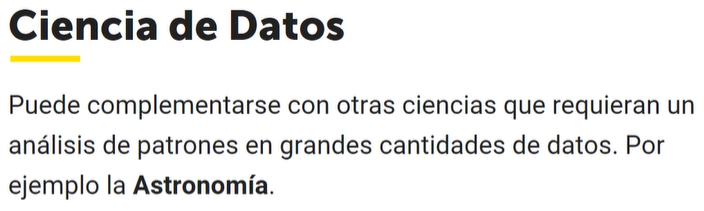 Ciencia de Datos
Puede complementarse con otras ciencias que requieran un
análisis de patrones en grandes cantidades de datos. Por
ejemplo la Astronomía.